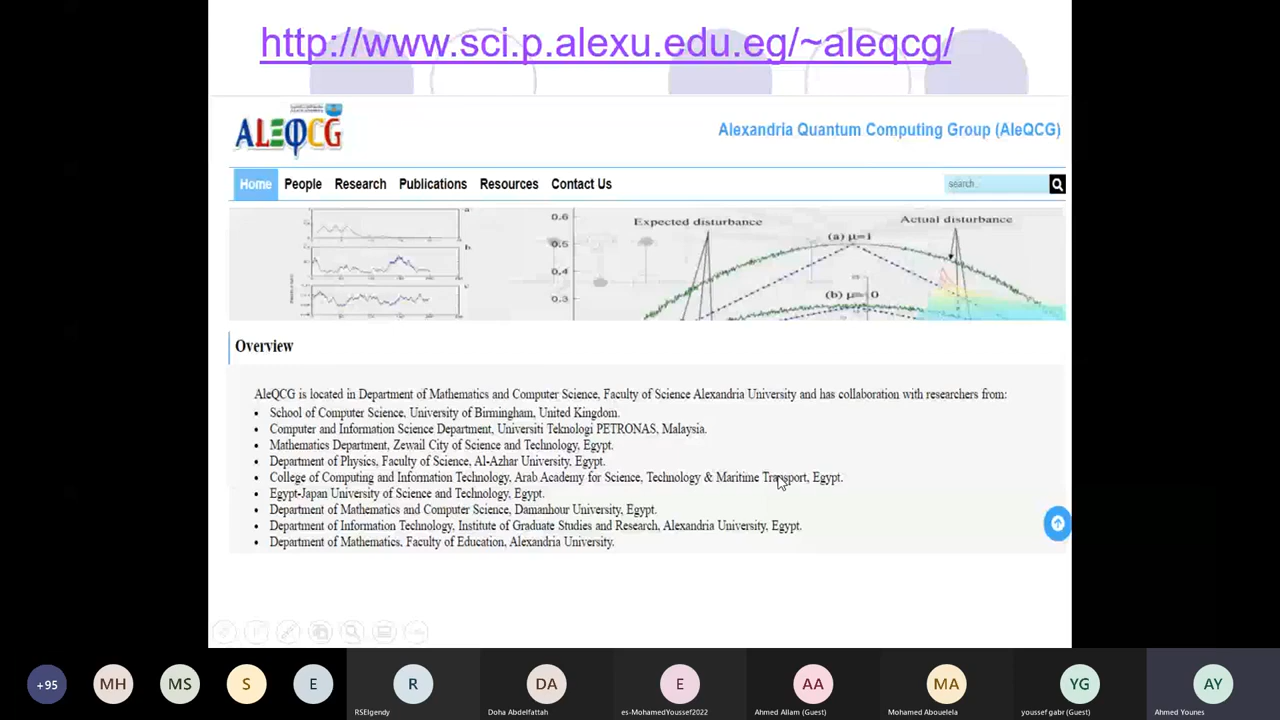 http://www.sci.p.alexu.edu.eg/~aleqcg/
ALEQCG
Alexandria Quantum Computing Group (AleQCG)
Home People Research Publications Resources Contact Us
search..
Expected disturbance
Actual disturbance
(a) μ=1
(b) μ=0
0.6
0.5
0.4
0.3
Overview
AleQCG is located in Department of Mathematics and Computer Science, Faculty of Science Alexandria University and has collaboration with researchers from:
• School of Computer Science, University of Birmingham, United Kingdom.
• Computer and Information Science Department, Universiti Teknologi PETRONAS, Malaysia.
• Mathematics Department, Zewail City of Science and Technology, Egypt.
• Department of Physics, Faculty of Science, Al-Azhar University, Egypt.
• College of Computing and Information Technology, Arab Academy for Science, Technology & Maritime Transport, Egypt.
• Egypt-Japan University of Science and Technology, Egypt.
• Department of Mathematics and Computer Science, Damanhour University, Egypt.
• Department of Information Technology, Institute of Graduate Studies and Research, Alexandria University, Egypt.
• Department of Mathematics, Faculty of Education, Alexandria University.
+95 MH MS S E R DA E AA MA YG AY
RSElgendy Doha Abdelfattah es-MohamedYoussef2022 Ahmed Allam (Guest) Mohamed Abouelela youssef gabr (Guest) Ahmed Younes